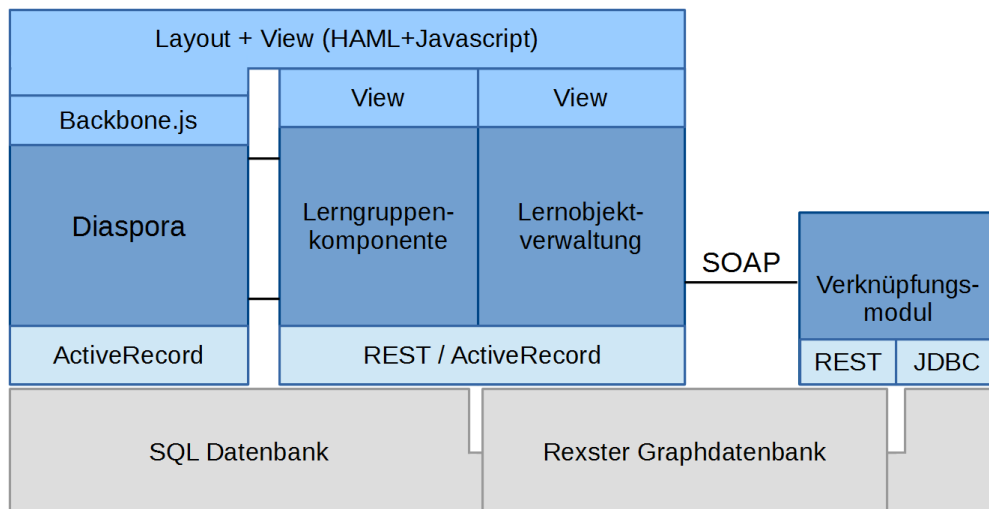 Layout + View (HAML+Javascript)
View
View
Backbone.js
Diaspora
Lerngruppen-
komponente
Lernobjekt-
verwaltung
SOAP
Verknüpfungs-
modul
ActiveRecord
REST / ActiveRecord
REST
JDBC
SQL Datenbank
Rexster Graphdatenbank